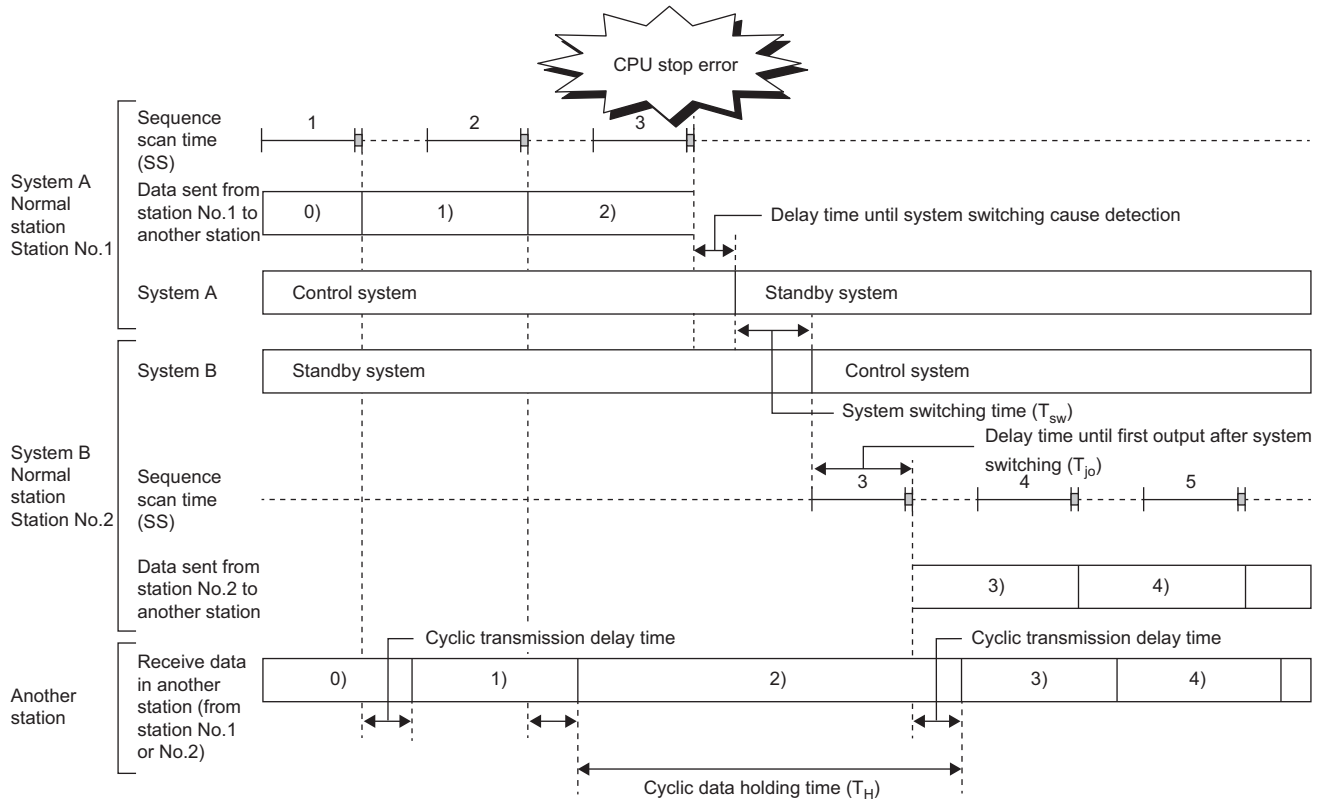 CPU stop error
System A
Normal
station
Station No.1
Sequence
scan time
(SS)
1
2
3
Data sent from
station No.1 to
another station
0)
1)
2)
Delay time until system switching cause detection
System A
Control system
Standby system
System B
Normal
station
Station No.2
System B
Standby system
Control system
System switching time (Tsw)
Delay time until first output after system
switching (Tjo)
Sequence
scan time
(SS)
3
4
5
Data sent from
station No.2 to
another station
3)
4)
Cyclic transmission delay time
Cyclic transmission delay time
Another
station
Receive data
in another
station (from
station No.1
or No.2)
0)
1)
2)
3)
4)
Cyclic data holding time (TH)